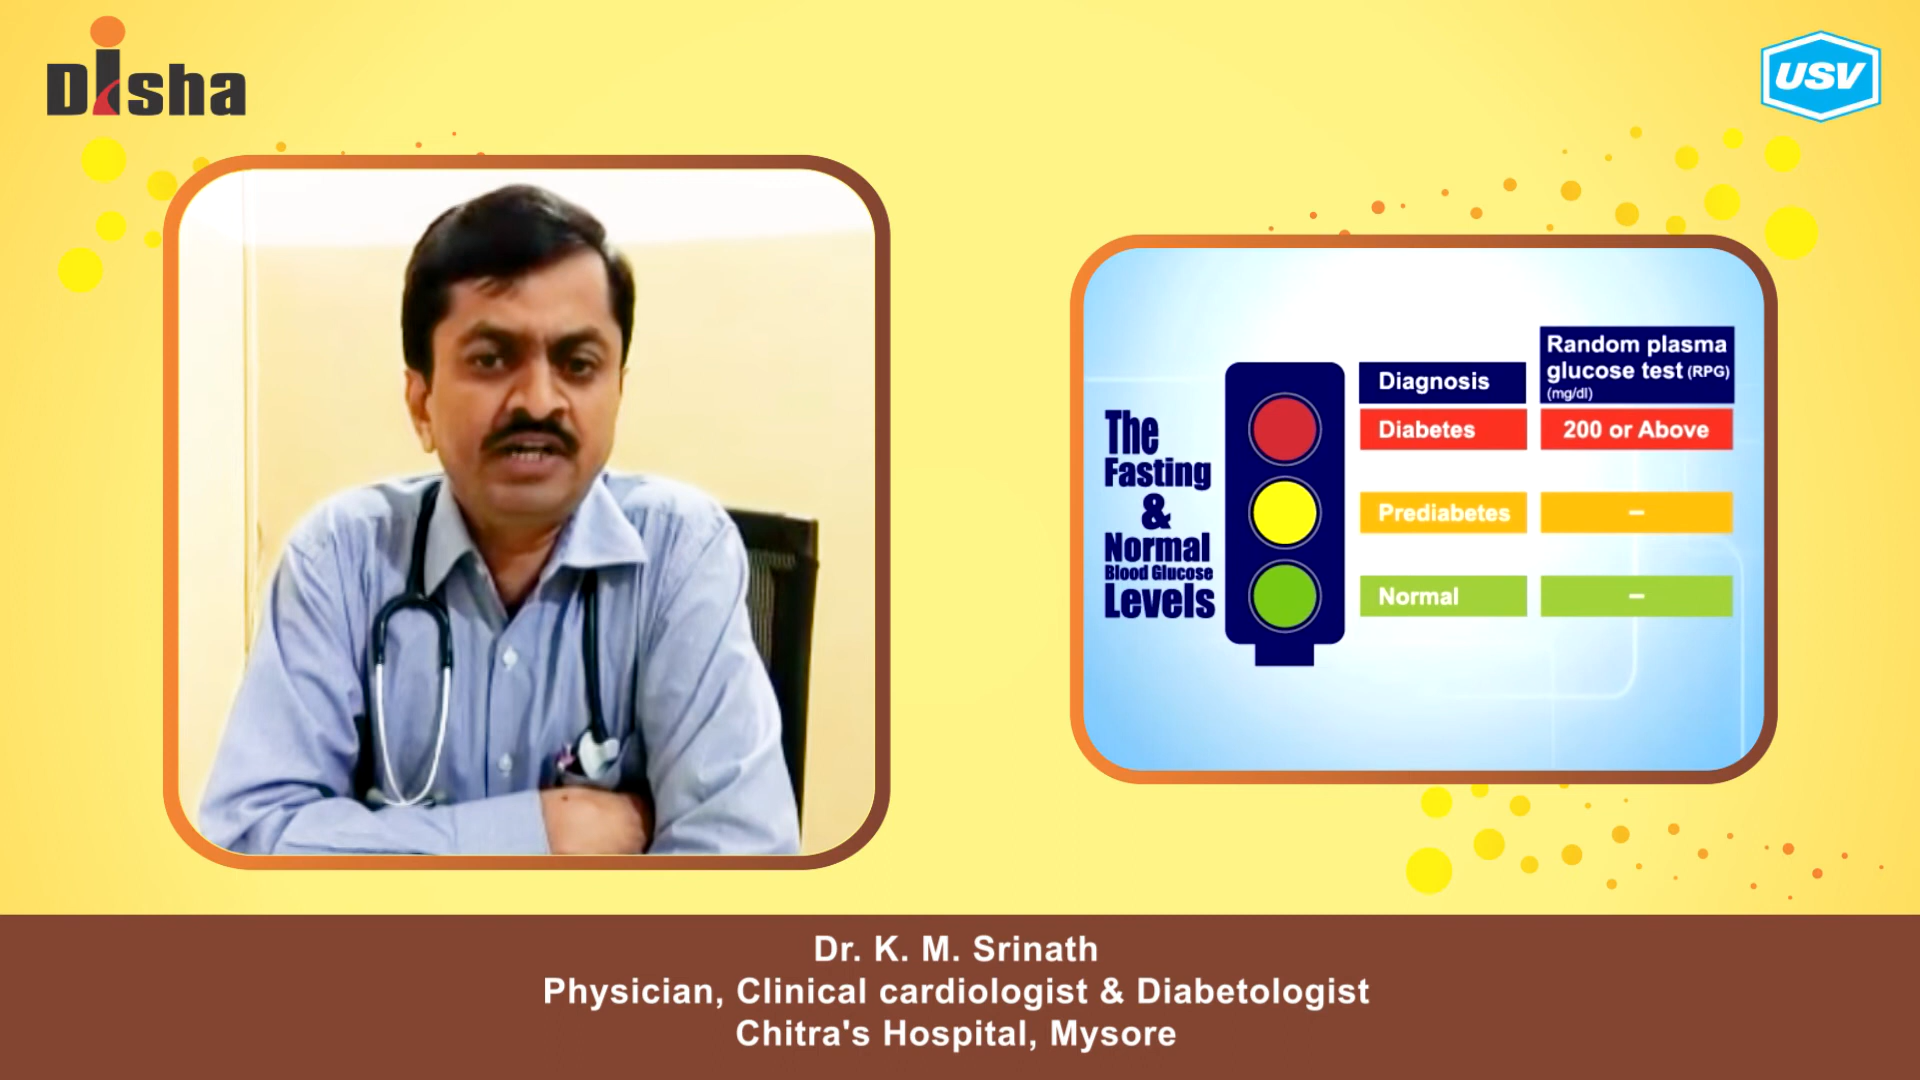 Disha
USV
The
Fasting
&
Normal
Blood Glucose
Levels
Diagnosis
Random plasma
glucose test (RPG)
(mg/dl)
Diabetes
200 or Above
Prediabetes
–
Normal
–
Dr. K. M. Srinath
Physician, Clinical cardiologist & Diabetologist
Chitra's Hospital, Mysore